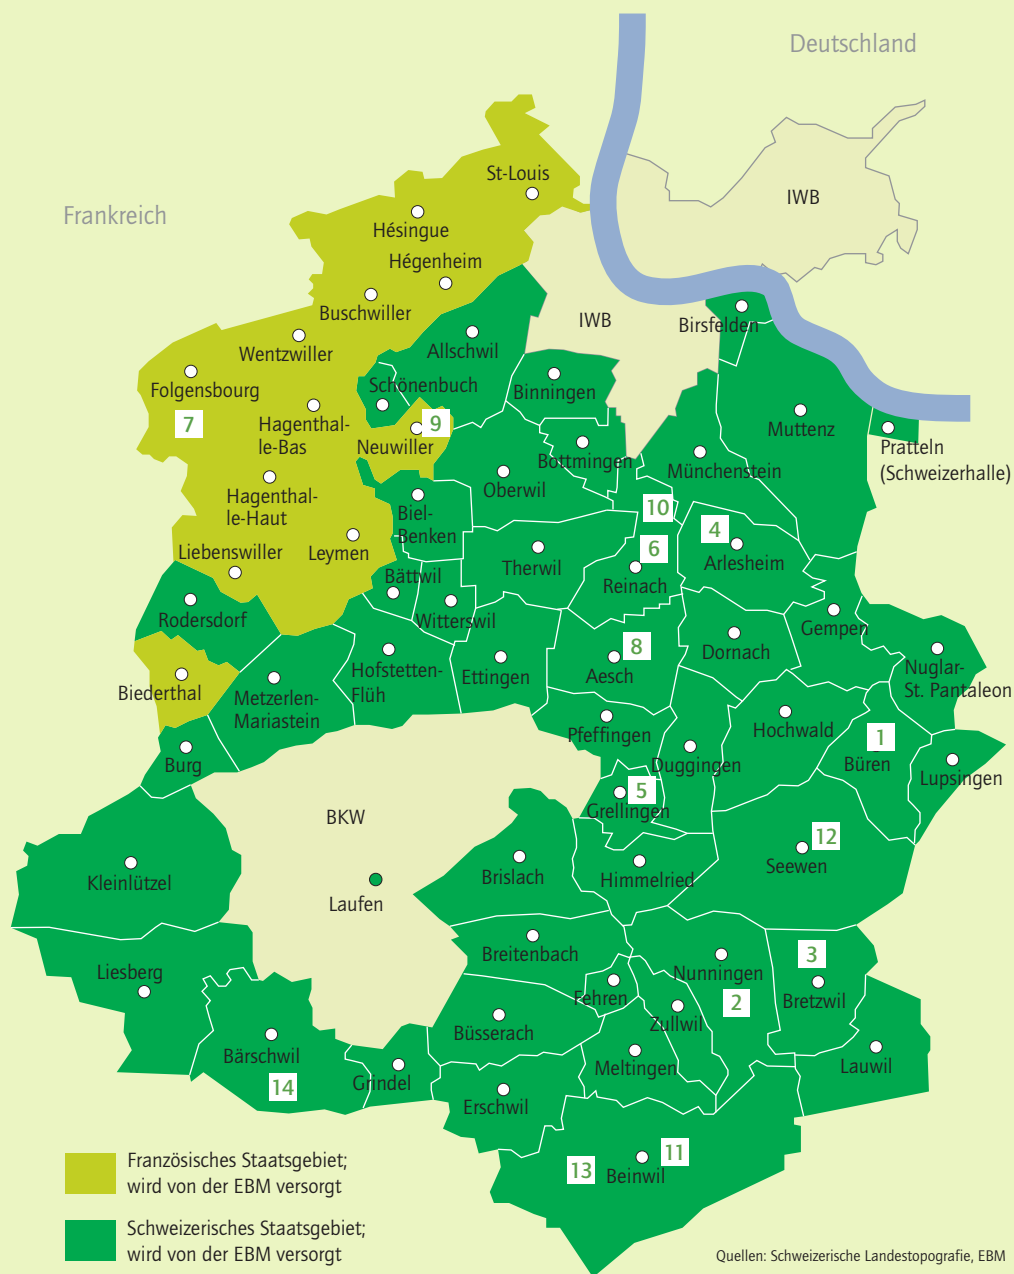 Deutschland
Frankreich
St-Louis
IWB
Hésingue
Hégenheim
Buschwiller
IWB
Birsfelden
Wentzwiller
Allschwil
Folgensbourg
Schönenbuch
Binningen
7
Hagenthal-
le-Bas
9
Neuwiller
Muttenz
Pratteln
(Schweizerhalle)
Bottmingen
Münchenstein
Oberwil
Hagenthal-
le-Haut
Biel-
Benken
10
4
Liebenswiller
Leymen
Therwil
6
Arlesheim
Bättwil
Reinach
Rodersdorf
Witterswil
Gempen
8
Dornach
Biederthal
Metzerlen-
Mariastein
Hofstetten-
Flüh
Ettingen
Aesch
Nuglar-
St. Pantaleon
Pfeffingen
Hochwald
1
Burg
Duggingen
Büren
Lupsingen
5
Grellingen
BKW
12
Seewen
Kleinlützel
Brislach
Himmelried
Laufen
Breitenbach
3
Liesberg
Nunningen
Fehren
2
Bretzwil
Büsserach
Zullwil
Bärschwil
Meltingen
Lauwil
14
Grindel
Erschwil
11
13
Beinwil
Französisches Staatsgebiet;
wird von der EBM versorgt
Schweizerisches Staatsgebiet;
wird von der EBM versorgt
Quellen: Schweizerische Landestopografie, EBM